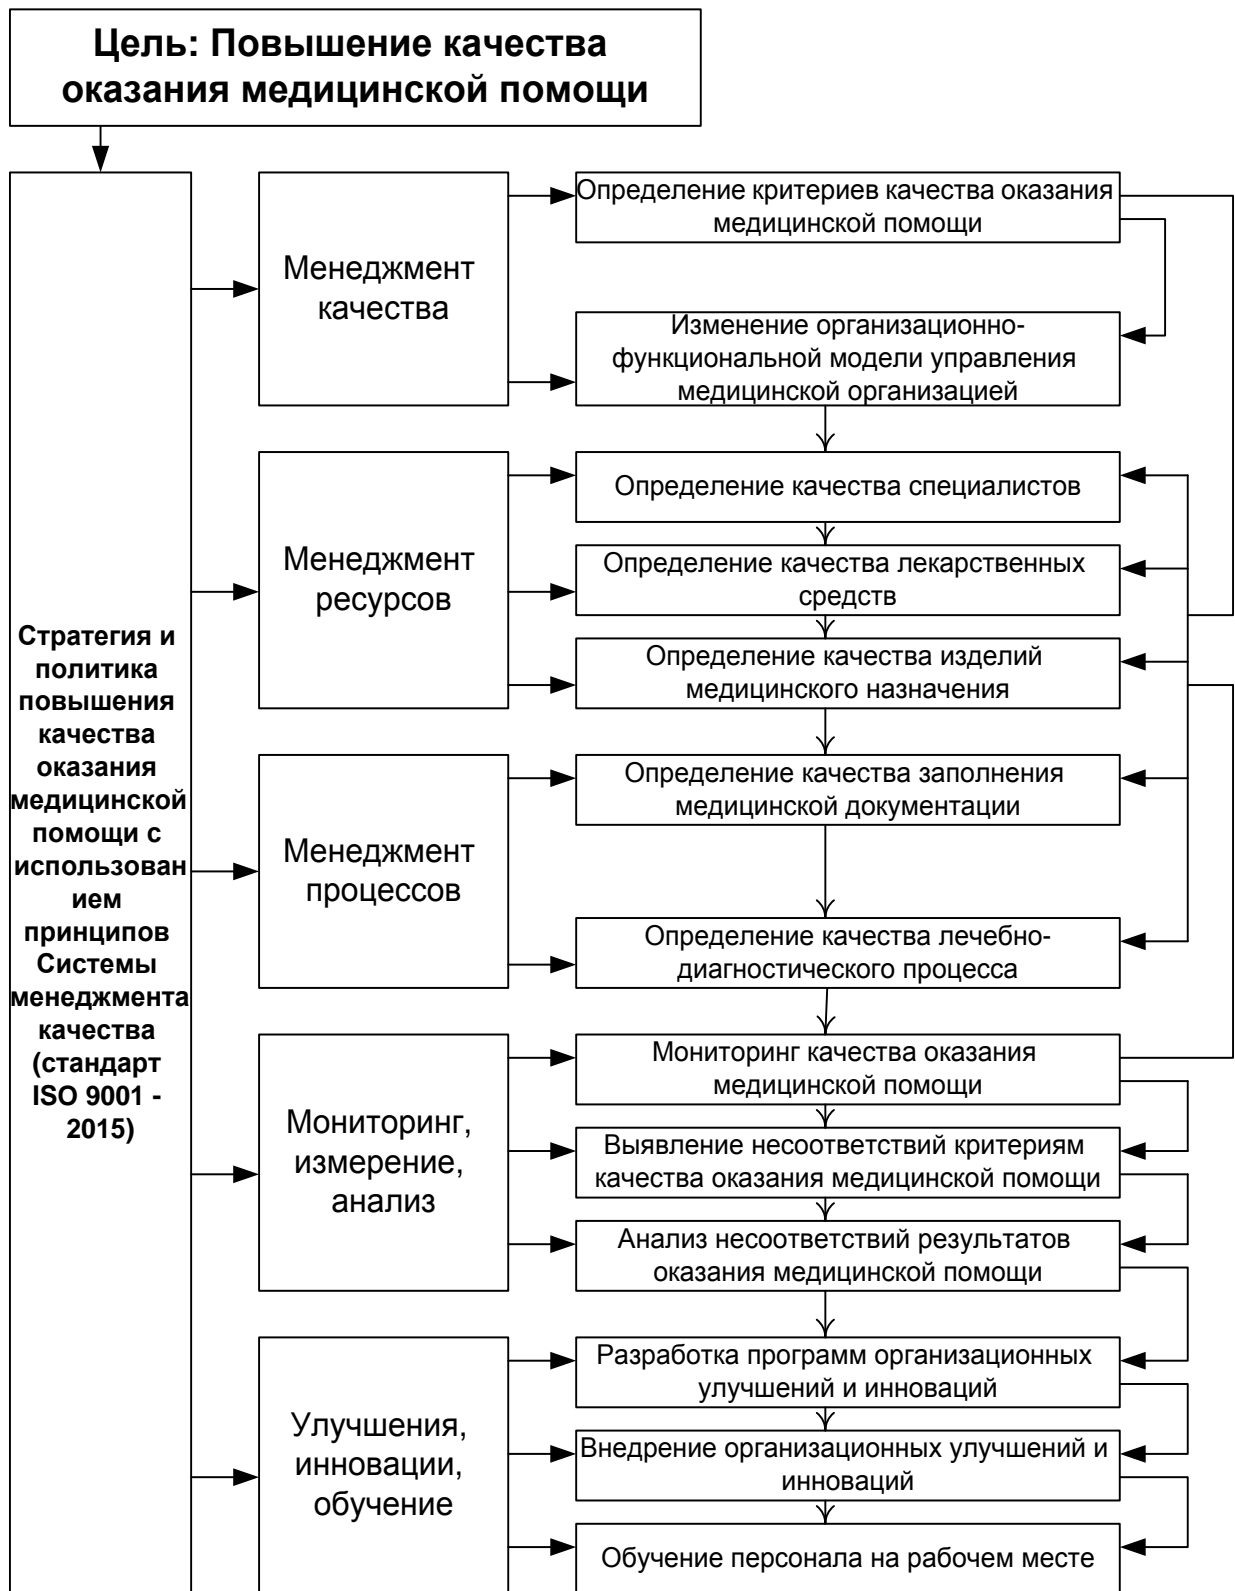 Цель: Повышение качества
оказания медицинской помощи
Стратегия и
политика
повышения
качества
оказания
медицинской
помощи с
использован
ием
принципов
Системы
менеджмента
качества
(стандарт
ISO 9001 -
2015)
Менеджмент
качества
Определение критериев качества оказания
медицинской помощи
Изменение организационно-
функциональной модели управления
медицинской организацией
Менеджмент
ресурсов
Определение качества специалистов
Определение качества лекарственных
средств
Определение качества изделий
медицинского назначения
Менеджмент
процессов
Определение качества заполнения
медицинской документации
Определение качества лечебно-
диагностического процесса
Мониторинг,
измерение,
анализ
Мониторинг качества оказания
медицинской помощи
Выявление несоответствий критериям
качества оказания медицинской помощи
Анализ несоответствий результатов
оказания медицинской помощи
Улучшения,
инновации,
обучение
Разработка программ организационных
улучшений и инноваций
Внедрение организационных улучшений и
инноваций
Обучение персонала на рабочем месте